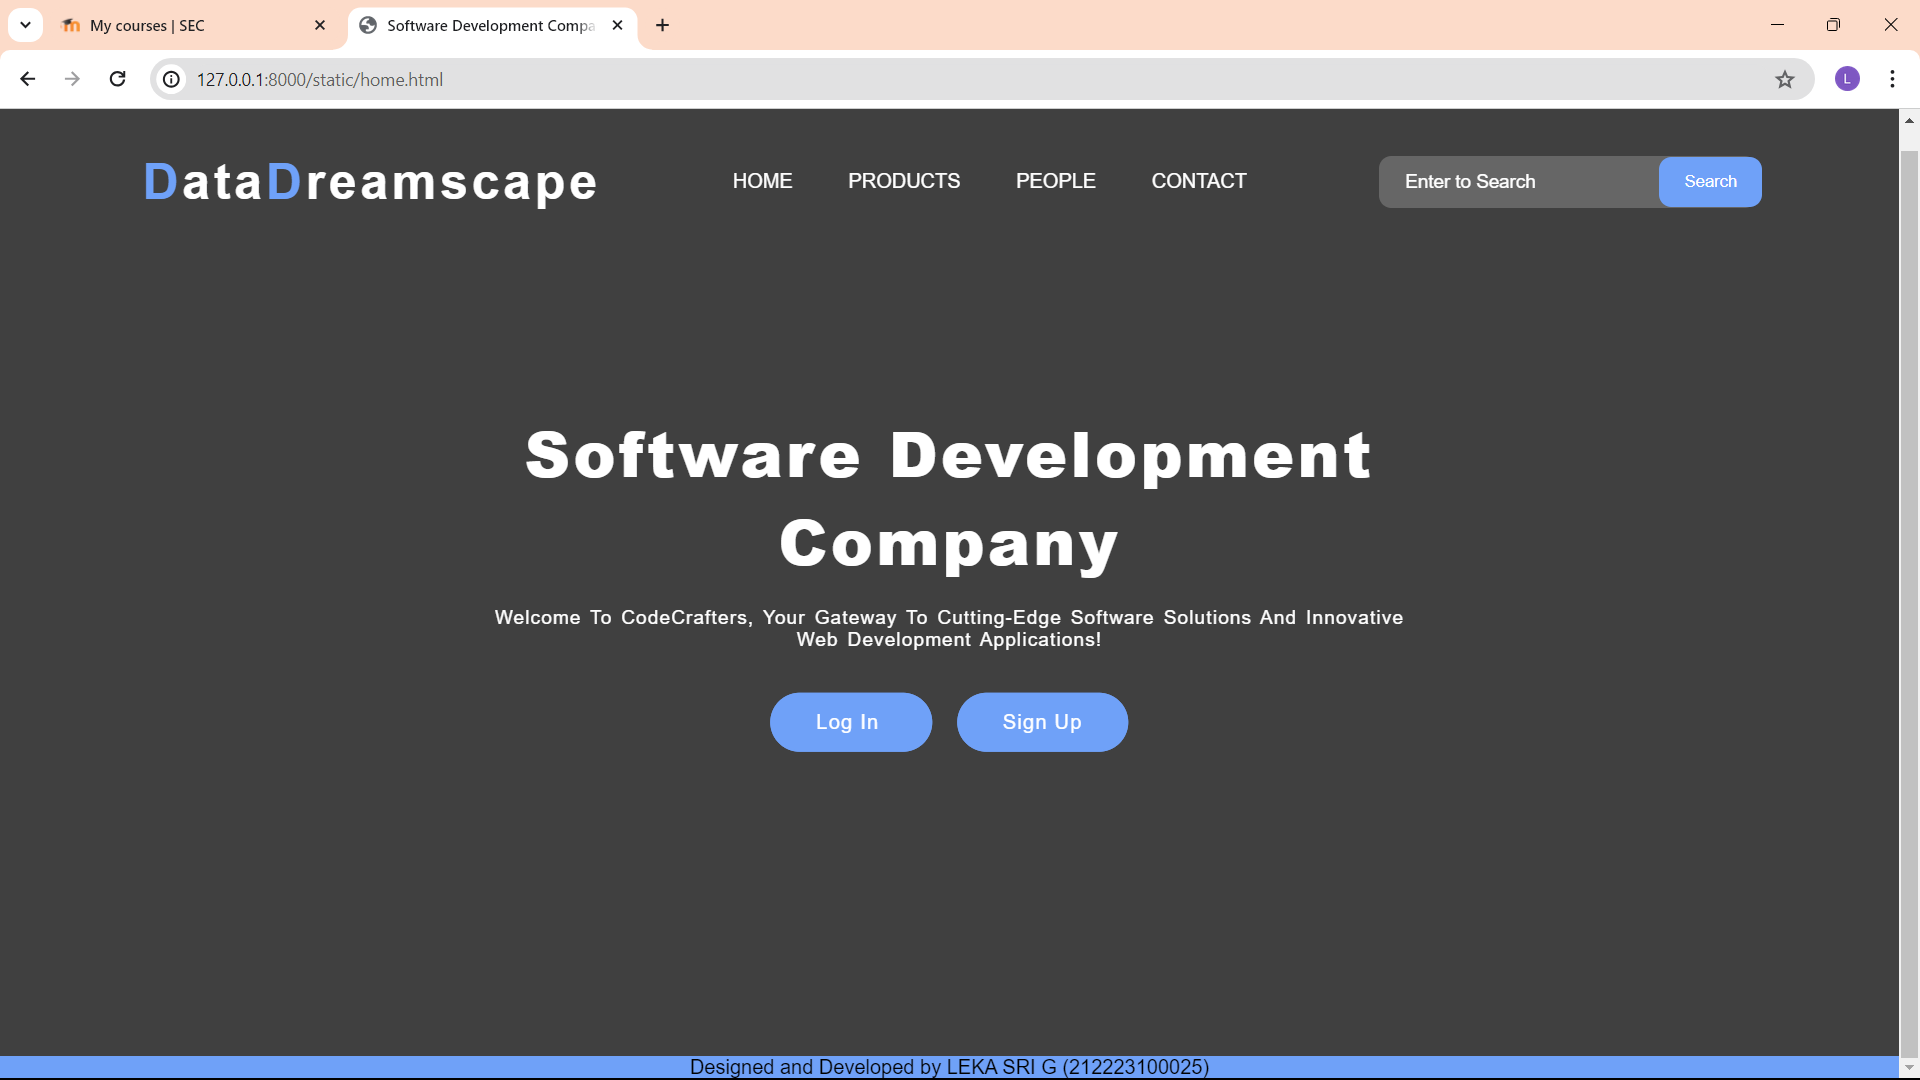 My courses | SEC
Software Development Compa
127.0.0.1:8000/static/home.html
L
DataDreamscape
HOME PRODUCTS PEOPLE CONTACT
Enter to Search Search
Software Development
Company
Welcome To CodeCrafters, Your Gateway To Cutting-Edge Software Solutions And Innovative
Web Development Applications!
Log In Sign Up
Designed and Developed by LEKA SRI G (212223100025)